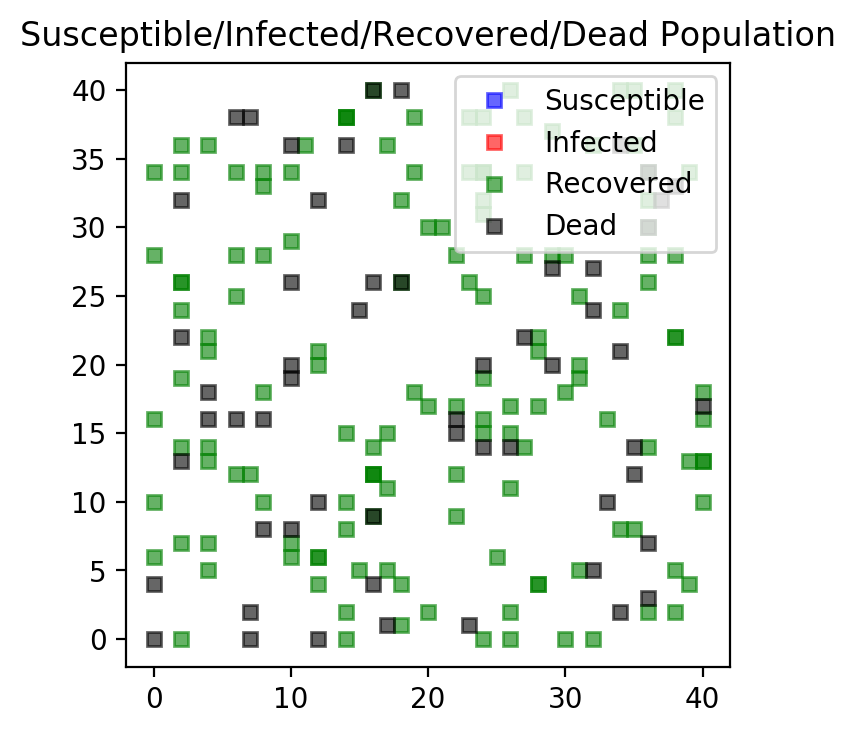 Susceptible/Infected/Recovered/Dead Population
40
35
30
25
20
15
10
5
0
Susceptible
Infected
Recovered
Dead
0 10 20 30 40